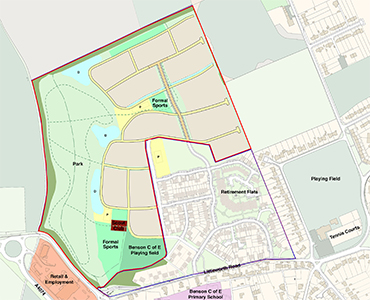 Formal
Sports
Park
Playing Field
Retirement Flats
Tennis Courts
Formal
Sports
Benson C of E
Playing field
Littleworth Road
Retail &
Employment
A4074
Benson C of E
Primary School